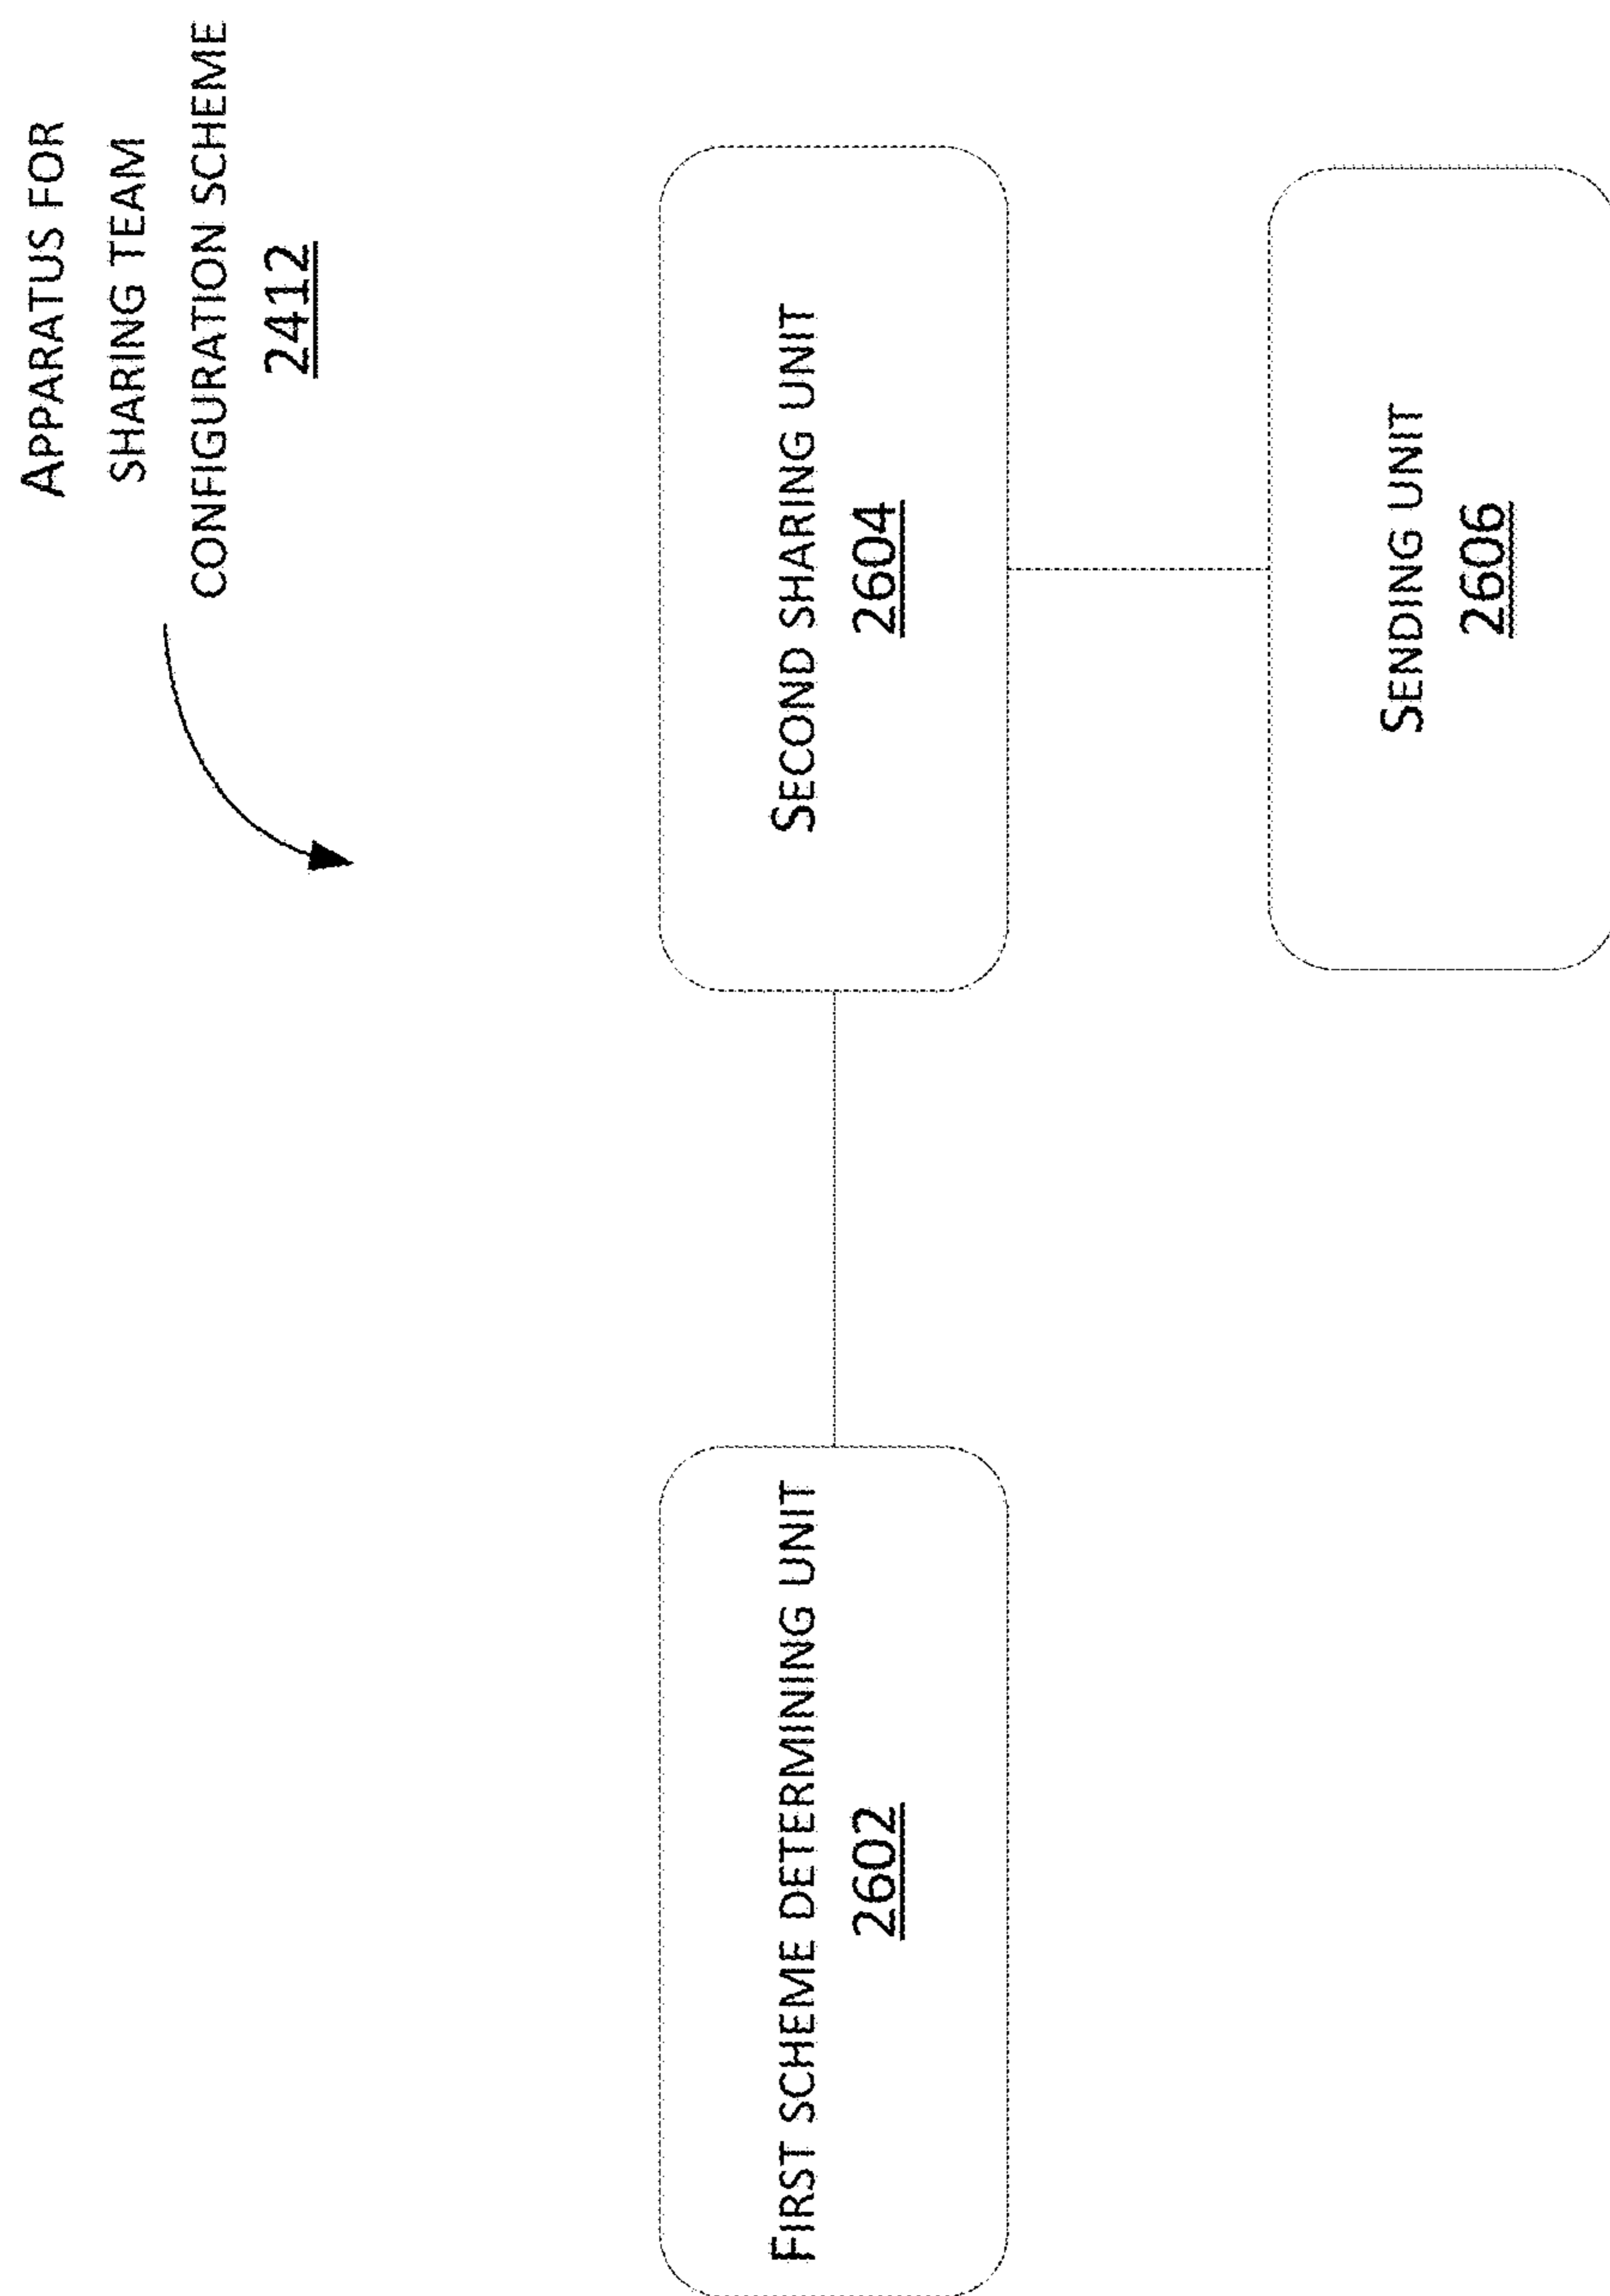 APPARATUS FOR
SHARING TEAM
CONFIGURATION SCHEME
2412
FIRST SCHEME DETERMINING UNIT
2602
SECOND SHARING UNIT
2604
SENDING UNIT
2606